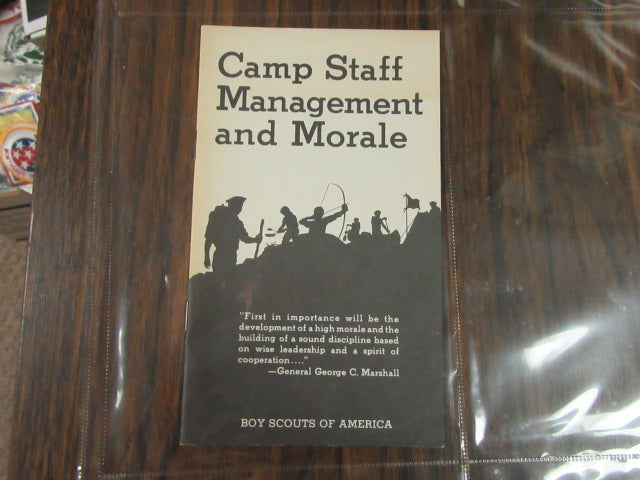 Camp Staff
Management
and Morale
"First in importance will be the
development of a high morale and the
building of a sound discipline based
on wise leadership and a spirit of
cooperation...."
—General George C. Marshall
BOY SCOUTS OF AMERICA